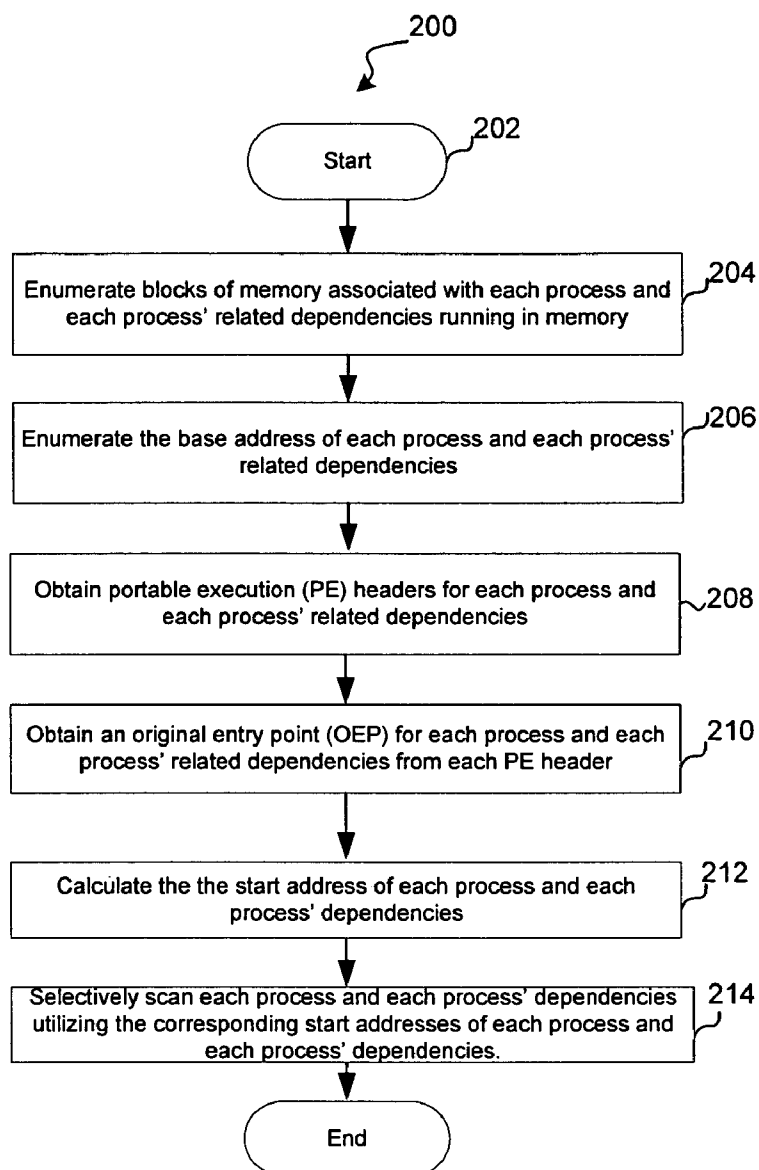 200
Start
202
Enumerate blocks of memory associated with each process and
each process' related dependencies running in memory
204
Enumerate the base address of each process and each process'
related dependencies
206
Obtain portable execution (PE) headers for each process and
each process' related dependencies
208
Obtain an original entry point (OEP) for each process and each
process' related dependencies from each PE header
210
Calculate the the start address of each process and each
process' dependencies
212
Selectively scan each process and each process' dependencies
utilizing the corresponding start addresses of each process and
each process' dependencies.
214
End